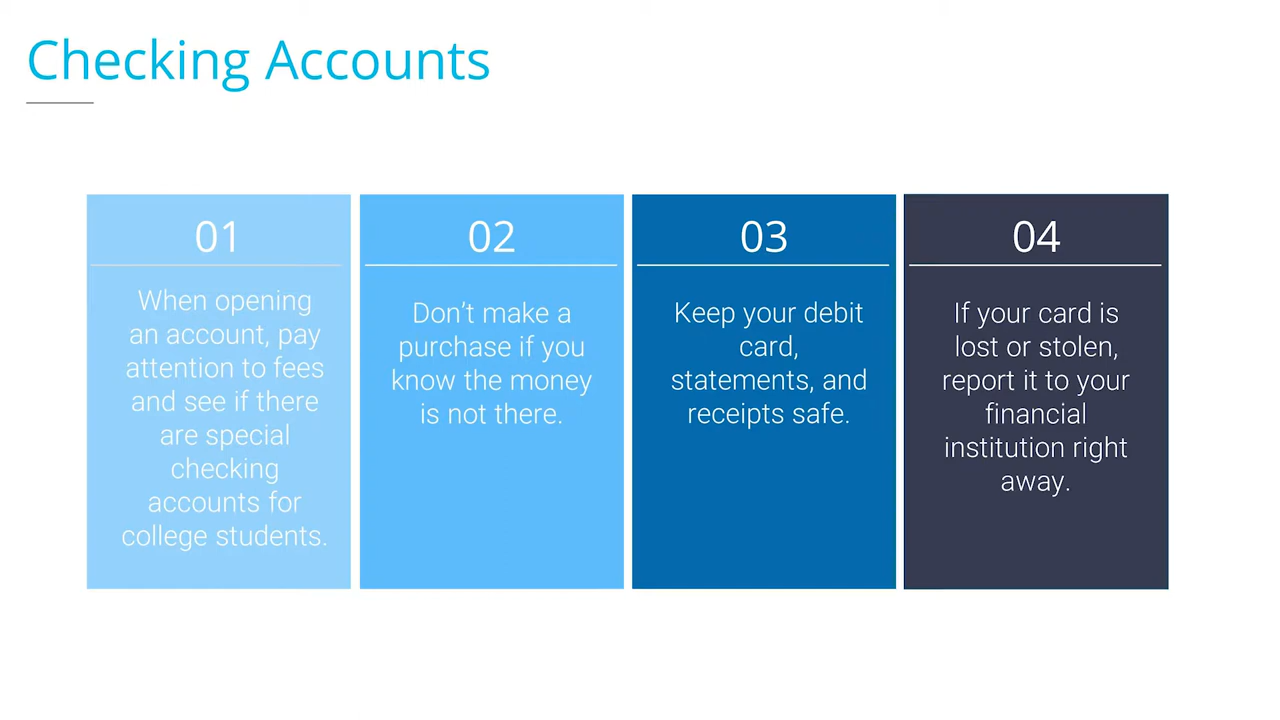 Checking Accounts
01
When opening
an account, pay
attention to fees
and see if there
are special
checking
accounts for
college students.
02
Don’t make a
purchase if you
know the money
is not there.
03
Keep your debit
card,
statements, and
receipts safe.
04
If your card is
lost or stolen,
report it to your
financial
institution right
away.